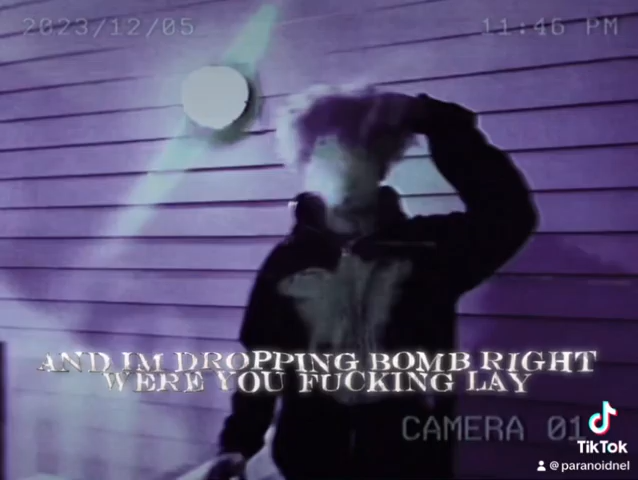 2023/12/05
11:46 PM
AND IM DROPPING BOMB RIGHT
WERE YOU FUCKING LAY
CAMERA 01
TikTok
@paranoidnel